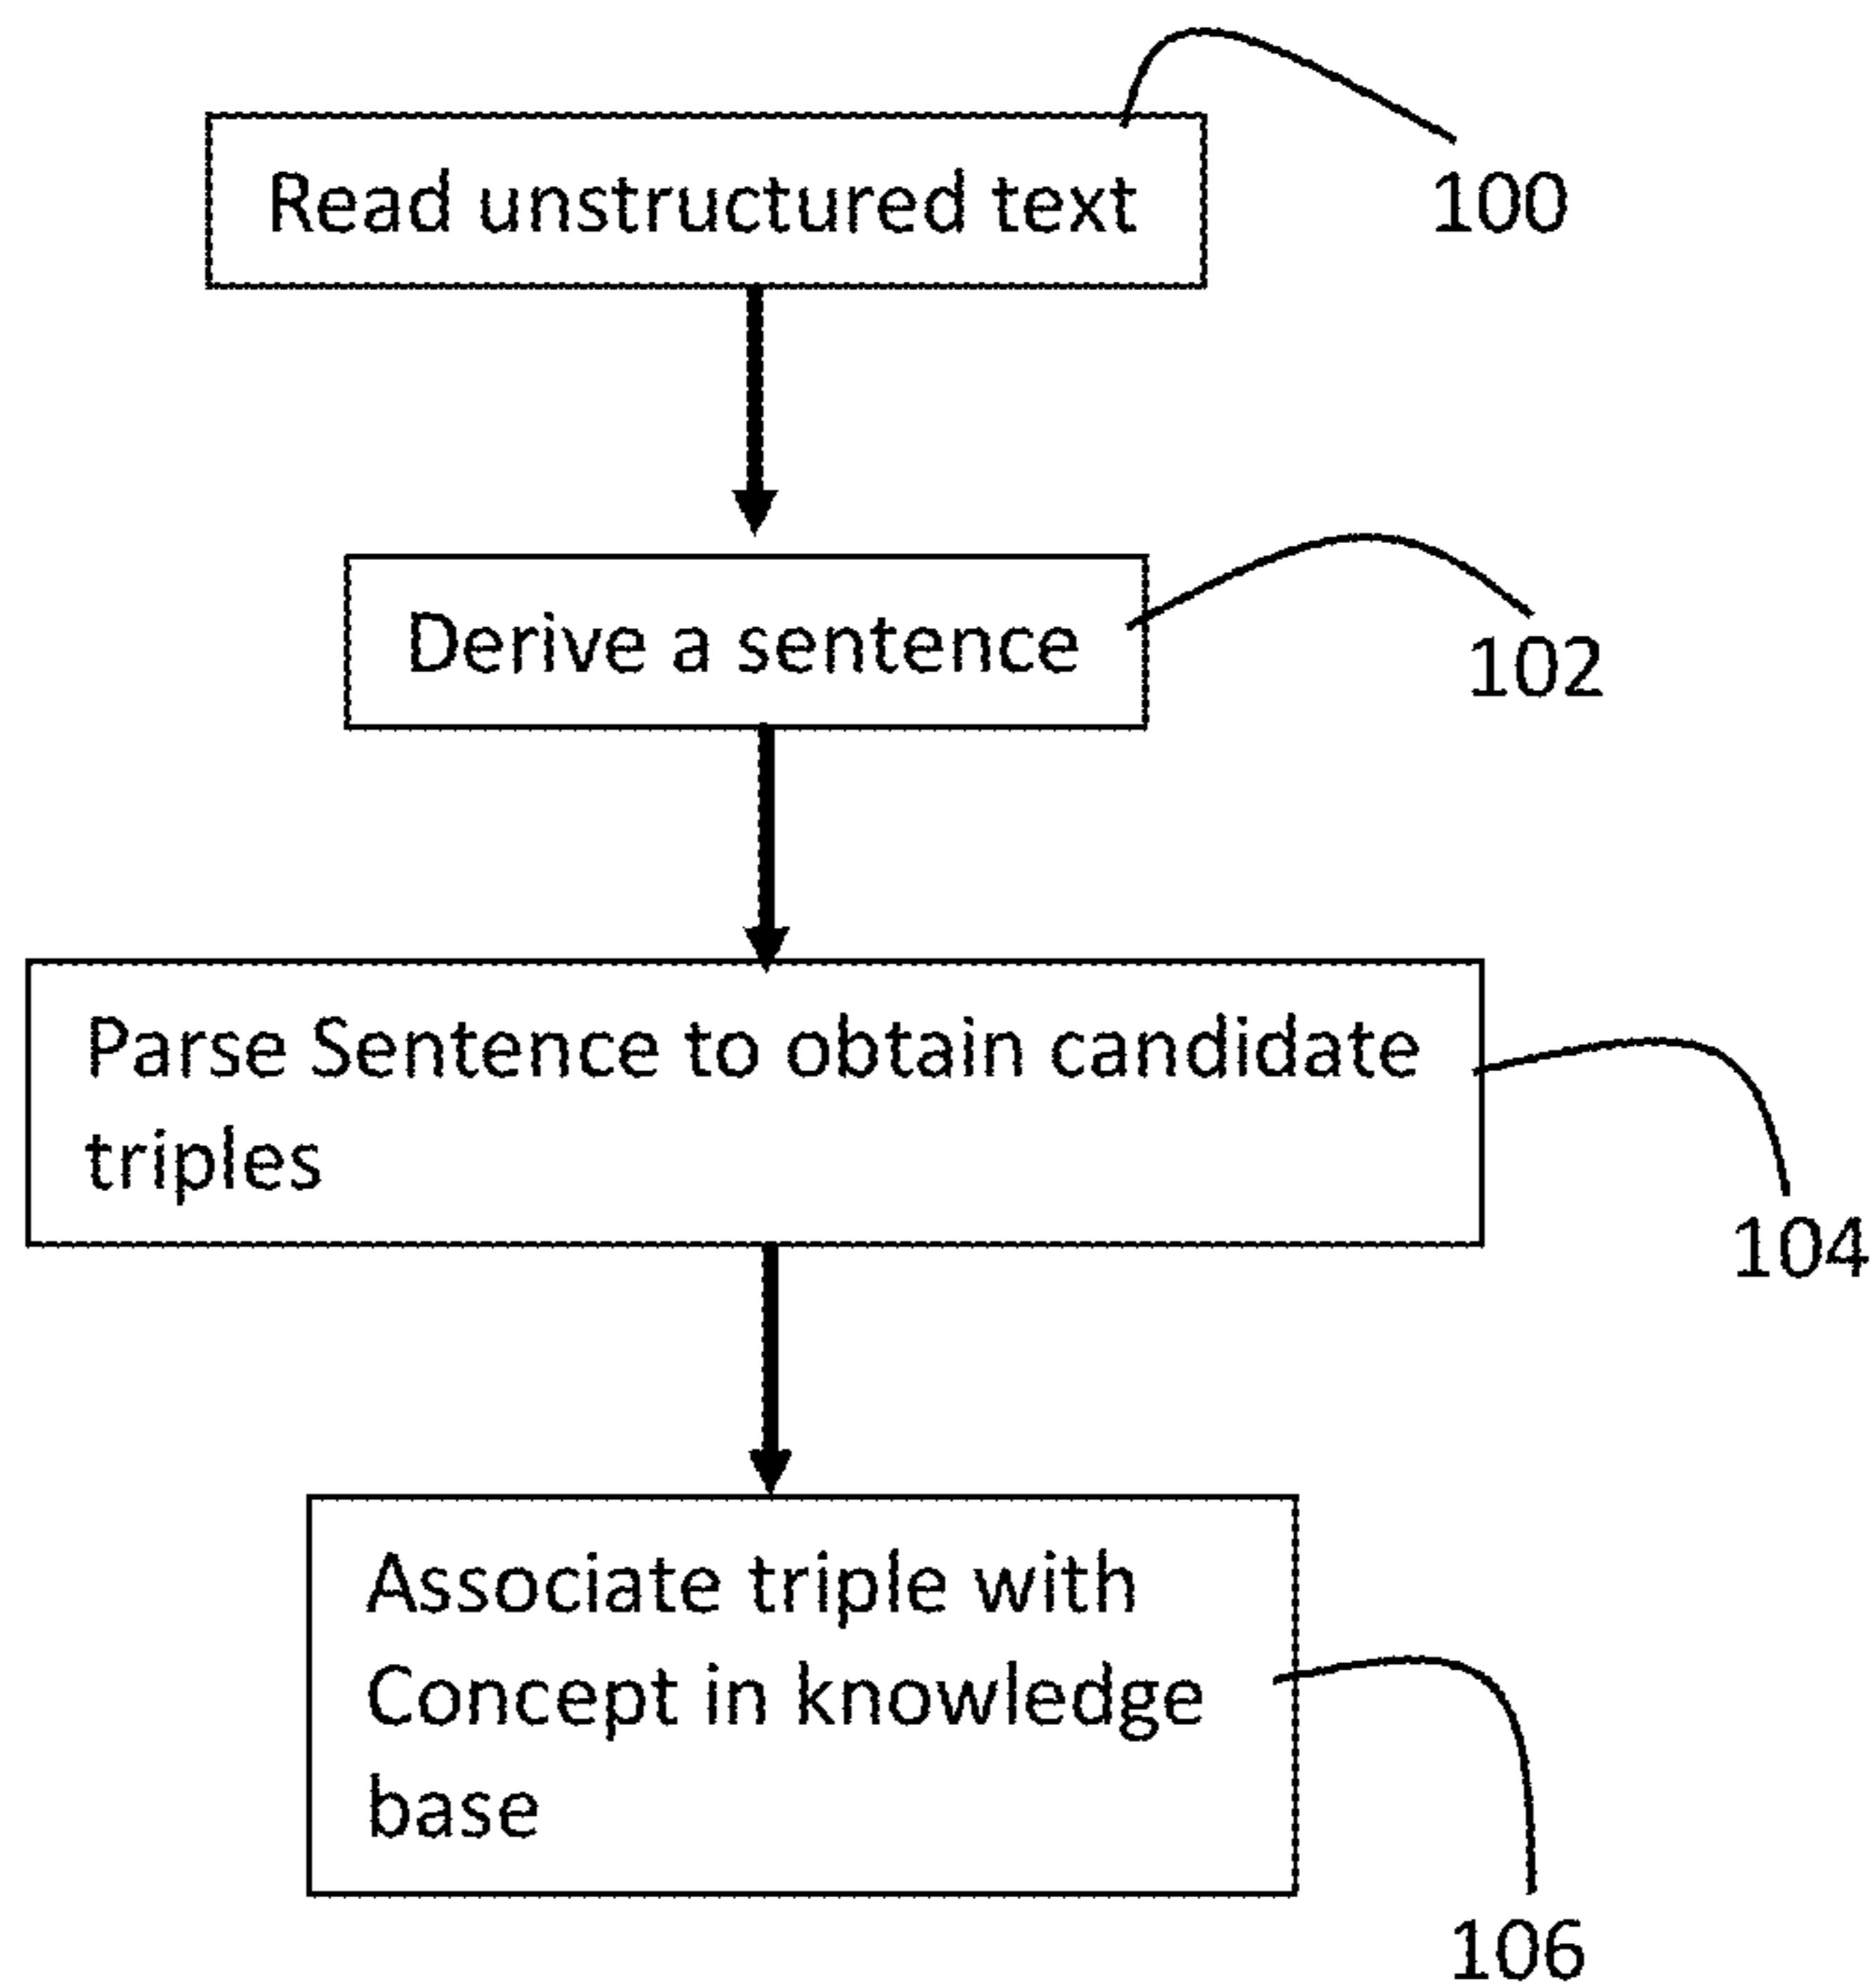 Read unstructured text
100
Derive a sentence
102
Parse Sentence to obtain candidate
triples
104
Associate triple with
Concept in knowledge
base
106